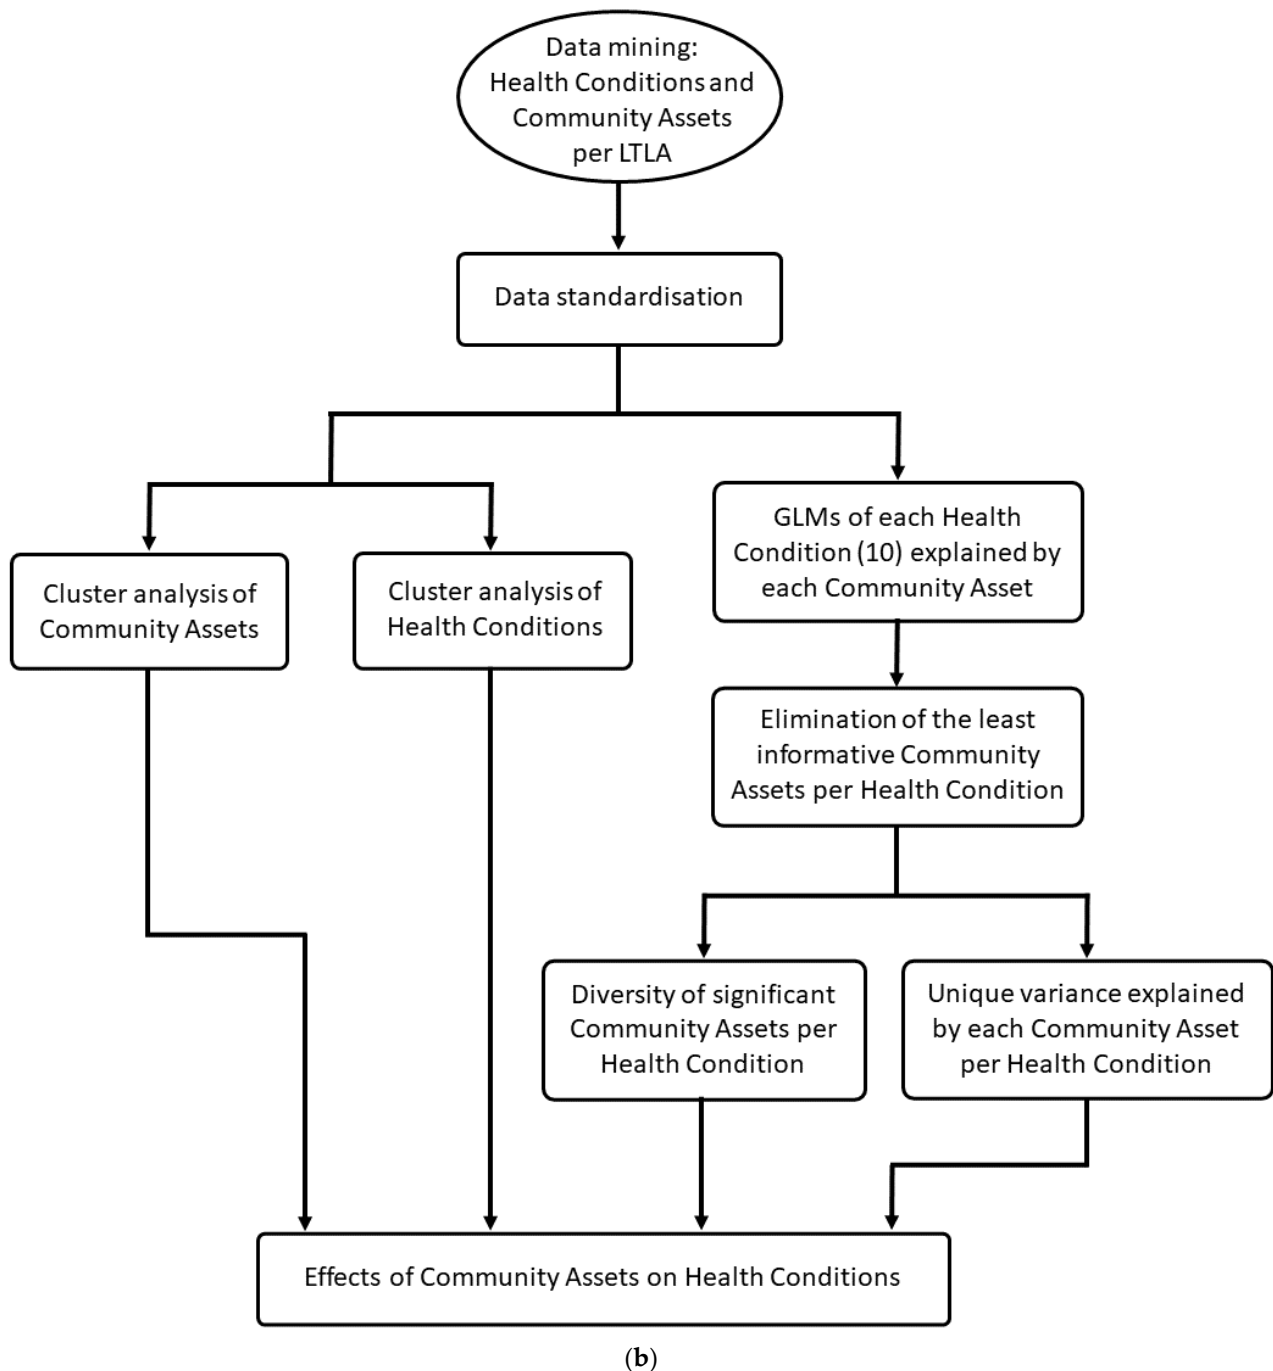 Data mining:
Health Conditions and
Community Assets
per LTLA
Data standardisation
Cluster analysis of
Community Assets
Cluster analysis of
Health Conditions
GLMs of each Health
Condition (10) explained by
each Community Asset
Elimination of the least
informative Community
Assets per Health Condition
Diversity of significant
Community Assets per
Health Condition
Unique variance explained
by each Community Asset
per Health Condition
Effects of Community Assets on Health Conditions
(b)